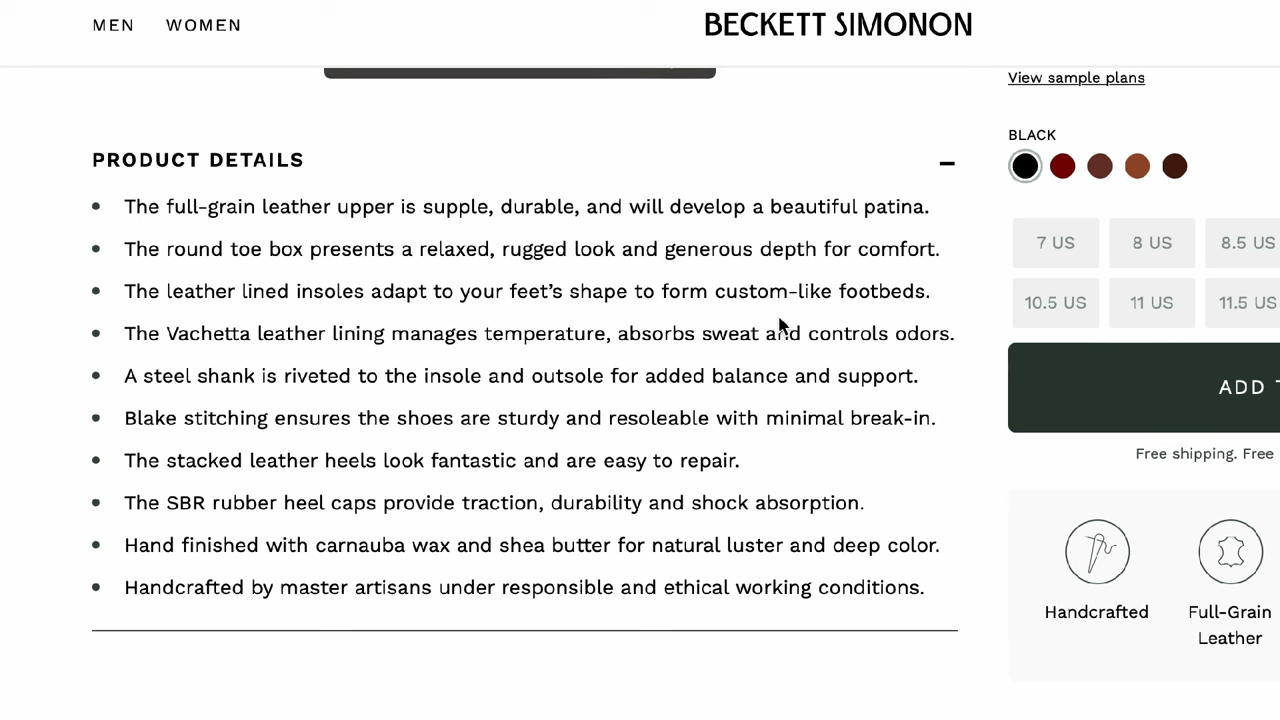 MEN WOMEN BECKETT SIMONON
View sample plans
PRODUCT DETAILS
The full-grain leather upper is supple, durable, and will develop a beautiful patina.
The round toe box presents a relaxed, rugged look and generous depth for comfort.
The leather lined insoles adapt to your feet’s shape to form custom-like footbeds.
The Vachetta leather lining manages temperature, absorbs sweat and controls odors.
A steel shank is riveted to the insole and outsole for added balance and support.
Blake stitching ensures the shoes are sturdy and resoleable with minimal break-in.
The stacked leather heels look fantastic and are easy to repair.
The SBR rubber heel caps provide traction, durability and shock absorption.
Hand finished with carnauba wax and shea butter for natural luster and deep color.
Handcrafted by master artisans under responsible and ethical working conditions.
BLACK
7 US 8 US 8.5 US
10.5 US 11 US 11.5 US
ADD
Free shipping. Free
Handcrafted
Full-Grain
Leather